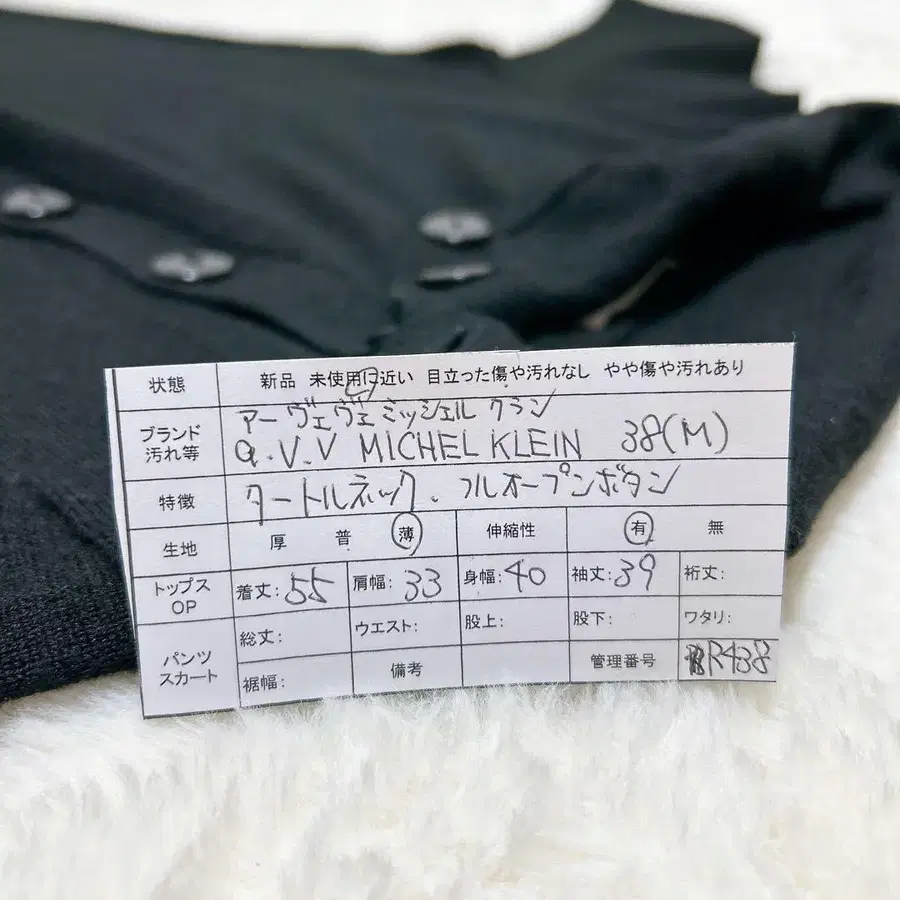 状態 新品 未使用に近い 目立った傷や汚れなし やや傷や汚れあり
ブランド 汚れ等
アーヴェヴェミッシェルクラン
a.v.v MICHEL KLEIN 38(M)
特徴 タートルネック.フルオープンボタン
生地 厚 普 薄 伸縮性 有 無
トップス OP 着丈:55 肩幅:33 身幅:40 袖丈:39 裄丈:
パンツ スカート
総丈: ウエスト: 股上: 股下: ワタリ:
裾幅: 備考 管理番号 R438